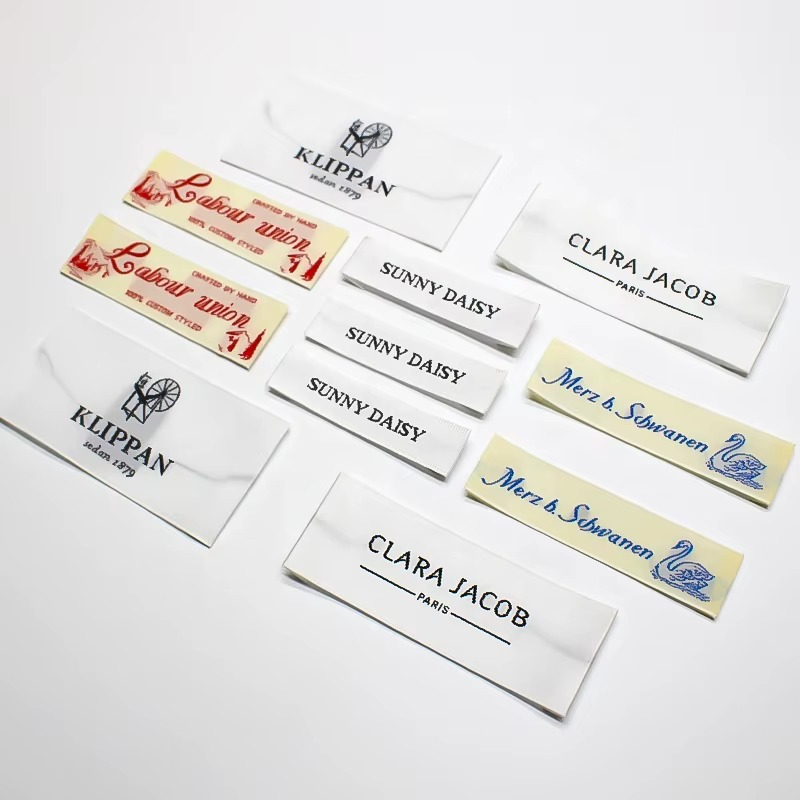 KLIPPAN
sedan 1879
CRAFTED BY HAND
Labour union
100% CUSTOM STYLED
CLARA JACOB
PARIS
CRAFTED BY HAND
Labour union
100% CUSTOM STYLED
SUNNY DAISY
SUNNY DAISY
SUNNY DAISY
Merz b. Schwanen
KLIPPAN
sedan 1879
Merz b. Schwanen
CLARA JACOB
PARIS